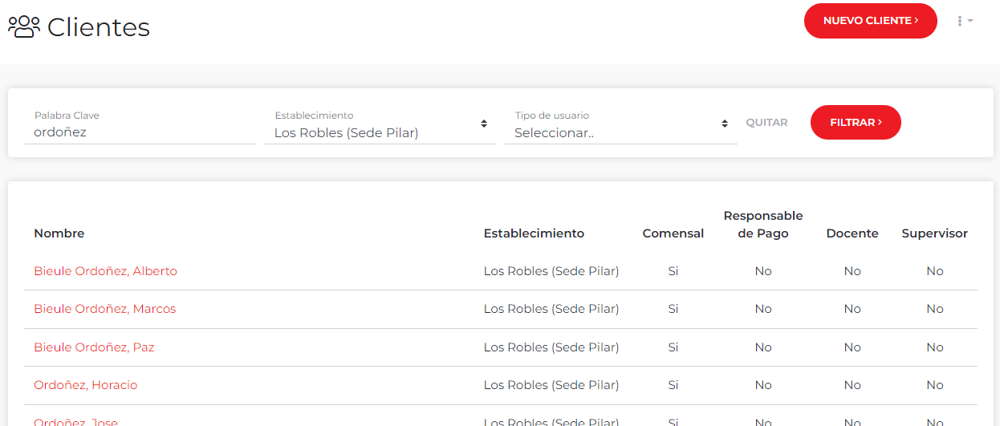 Clientes
NUEVO CLIENTE ›
Palabra Clave
ordoñez
Establecimiento
Los Robles (Sede Pilar)
Tipo de usuario
Seleccionar..
QUITAR
FILTRAR ›
Nombre Establecimiento Comensal Responsable de Pago Docente Supervisor
Bieule Ordoñez, Alberto Los Robles (Sede Pilar) Si No No No
Bieule Ordoñez, Marcos Los Robles (Sede Pilar) Si No No No
Bieule Ordoñez, Paz Los Robles (Sede Pilar) Si No No No
Ordoñez, Horacio Los Robles (Sede Pilar) Si No No No
Ordoñez, Jose Los Robles (Sede Pilar) Si No No No